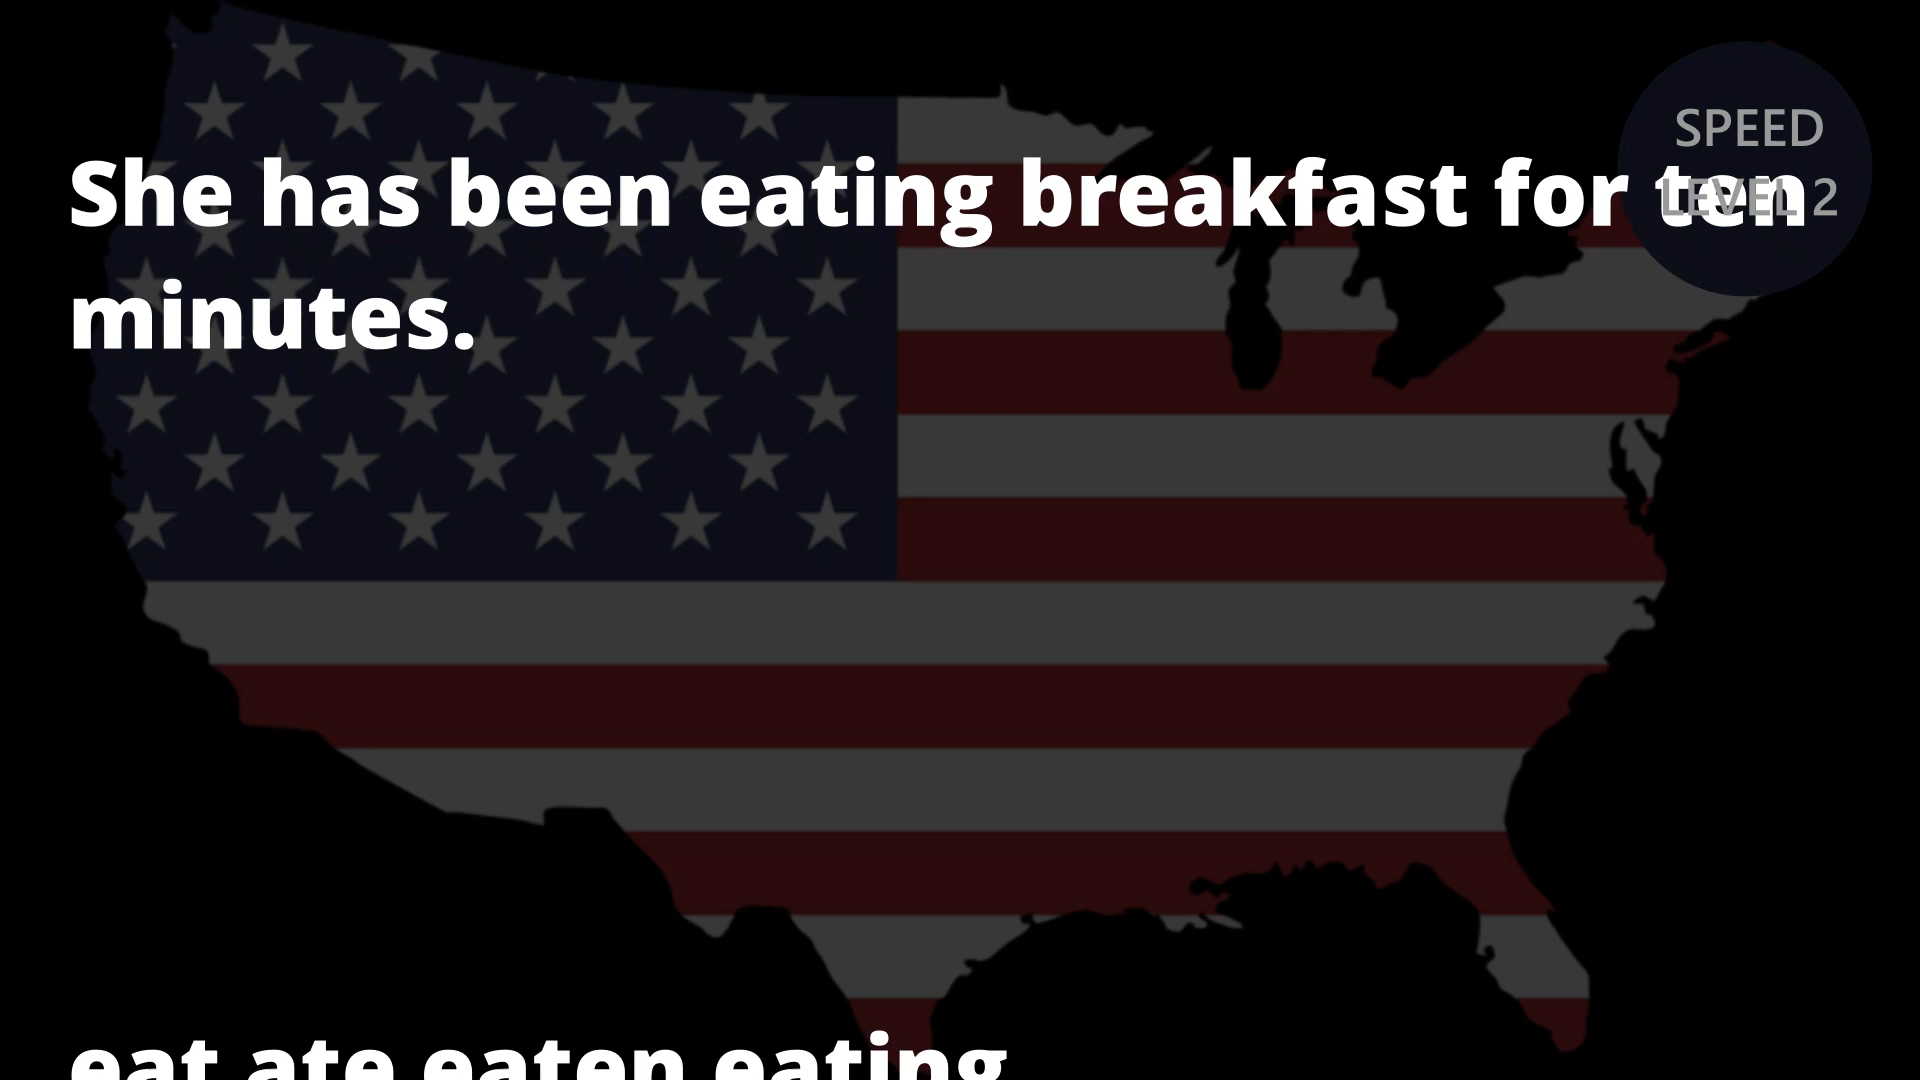 SPEED
LEVEL 2
She has been eating breakfast for ten
minutes.
eat ate eaten eating